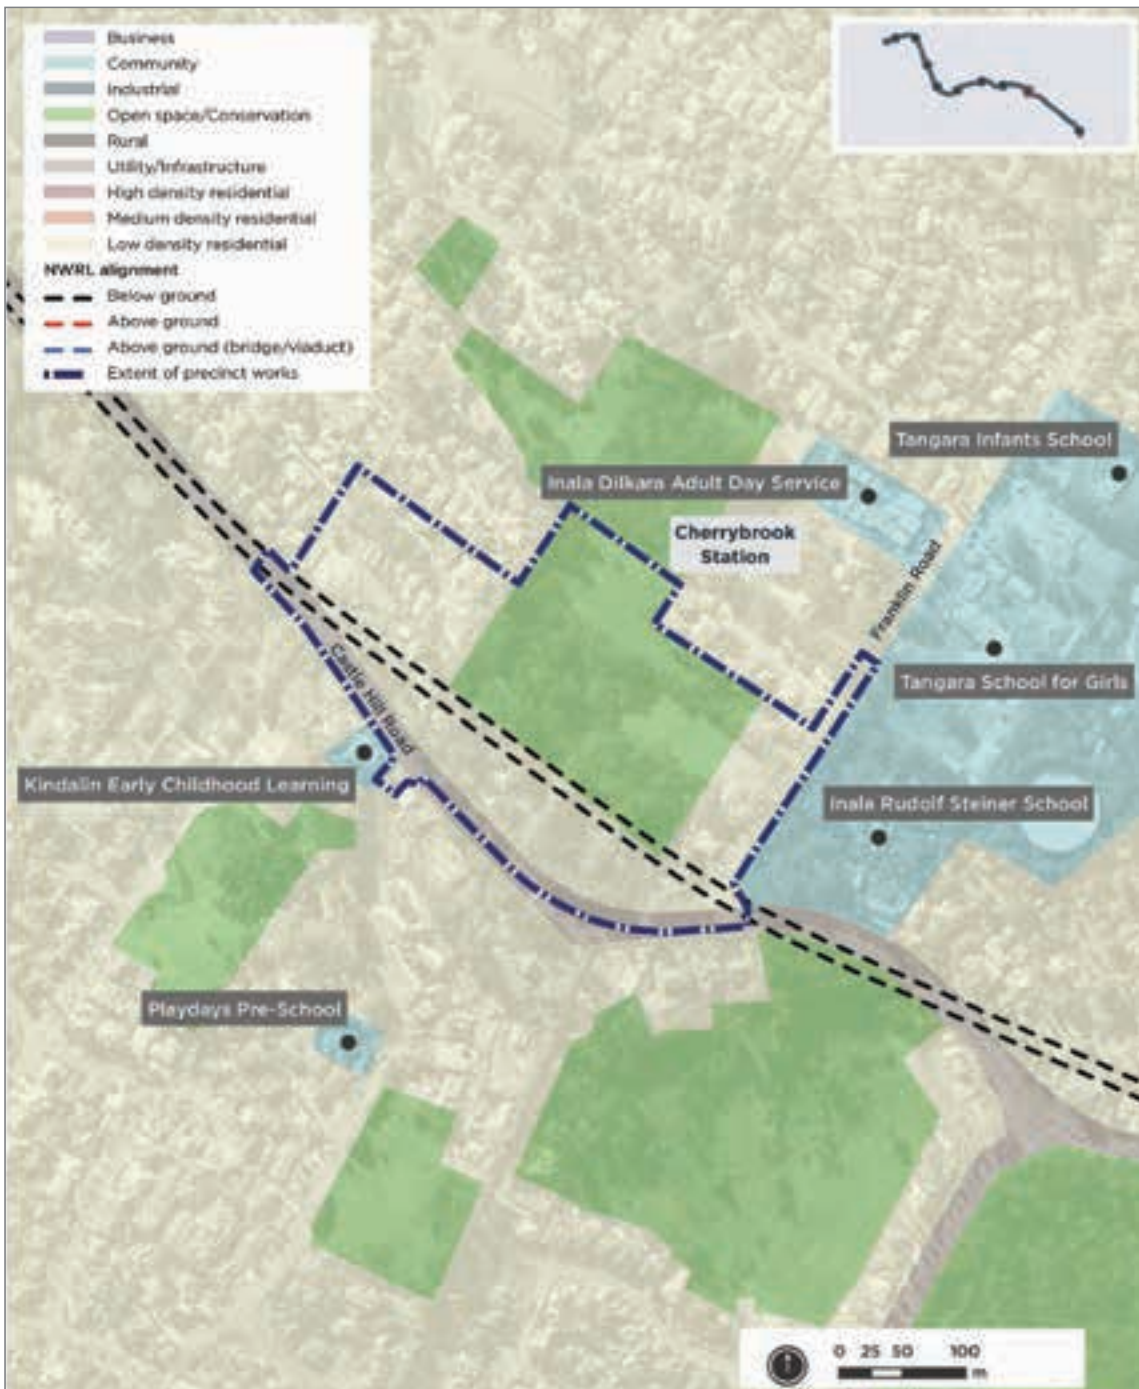 Business
Community
Industrial
Open space/Conservation
Rural
Utility/Infrastructure
High density residential
Medium density residential
Low density residential
NWRL alignment
Below ground
Above ground
Above ground (bridge/viaduct)
Extent of precinct works
Tangara Infants School
Inala Dilkara Adult Day Service
Cherrybrook
Station
Franklin Road
Tangara School for Girls
Castle Hill Road
Kindalin Early Childhood Learning
Inala Rudolf Steiner School
Playdays Pre-School
0 25 50 100
m